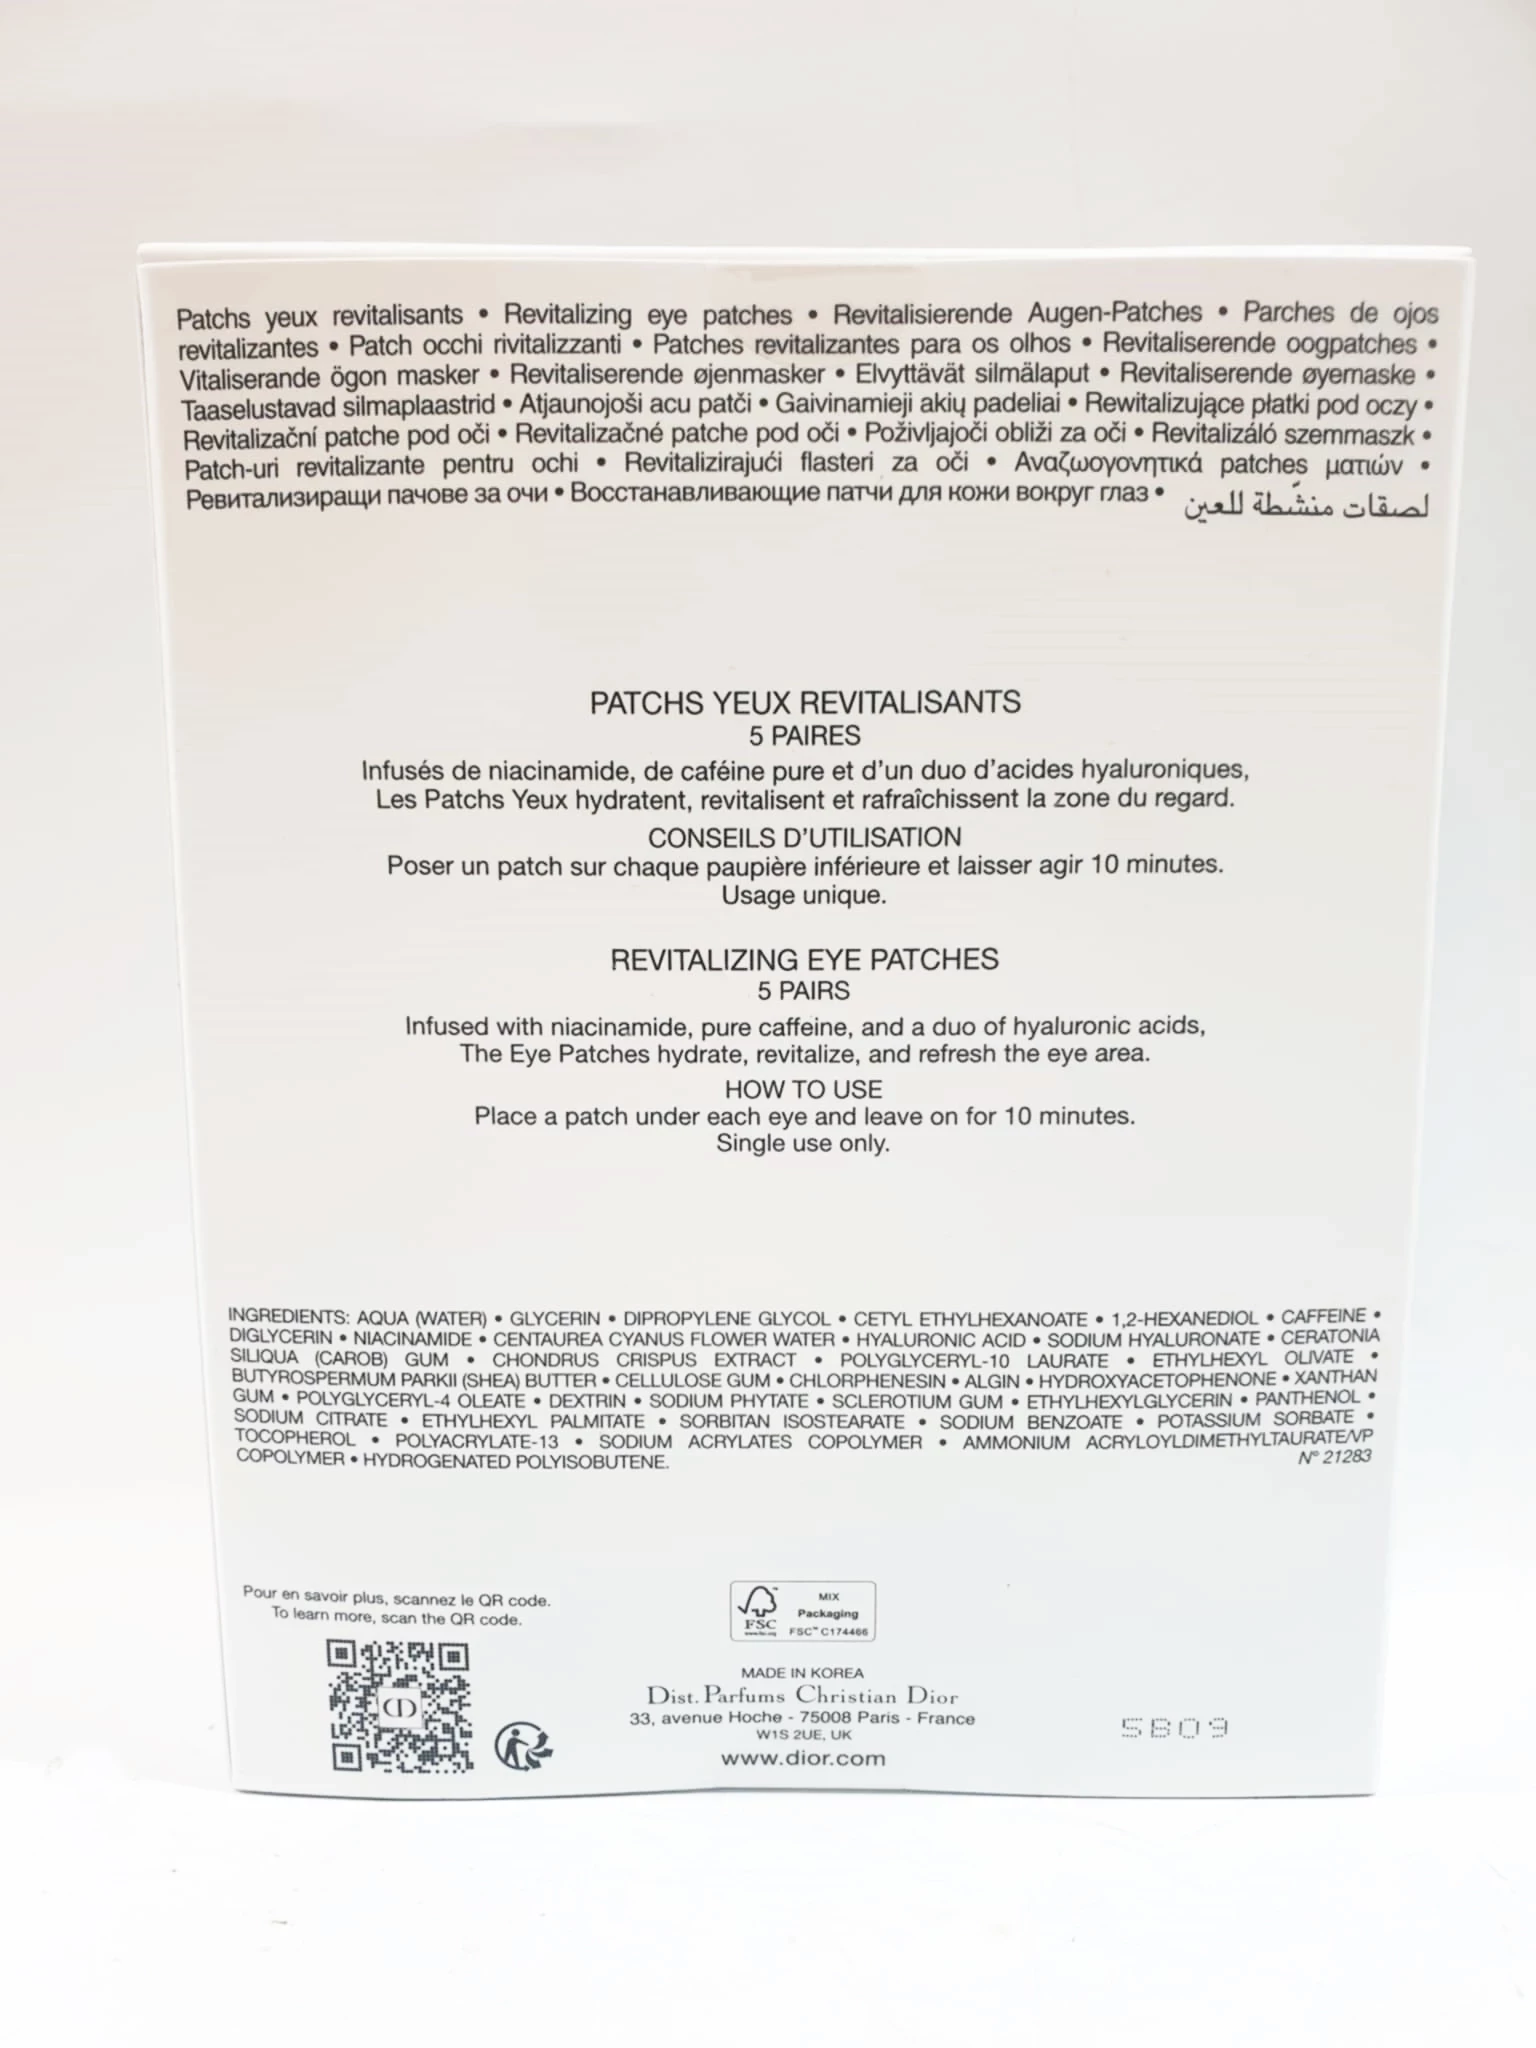 Patchs yeux revitalisants • Revitalizing eye patches • Revitalisierende Augen-Patches • Parches de ojos
revitalizantes • Patch occhi rivitalizzanti • Patches revitalizantes para os olhos • Revitaliserende oogpatches •
Vitaliserande ögon masker • Revitaliserende øjenmasker • Elvyttävät silmälaput • Revitaliserende øyemaske •
Taaselustavad silmaplaastrid • Atjaunojoši acu patči • Gaivinamieji akių padeliai • Rewitalizujące płatki pod oczy •
Revitalizační patche pod oči • Revitalizačné patche pod oči • Poživljajoči obliži za oči • Revitalizáló szemmaszk •
Patch-uri revitalizante pentru ochi • Revitalizirajući flasteri za oči • Αναζωογονητικά patches ματιών •
Ревитализиращи пачове за очи • Восстанавливающие патчи для кожи вокруг глаз • لصقات منشّطة للعين
PATCHS YEUX REVITALISANTS
5 PAIRES
Infusés de niacinamide, de caféine pure et d'un duo d'acides hyaluroniques,
Les Patchs Yeux hydratent, revitalisent et rafraîchissent la zone du regard.
CONSEILS D'UTILISATION
Poser un patch sur chaque paupière inférieure et laisser agir 10 minutes.
Usage unique.
REVITALIZING EYE PATCHES
5 PAIRS
Infused with niacinamide, pure caffeine, and a duo of hyaluronic acids,
The Eye Patches hydrate, revitalize, and refresh the eye area.
HOW TO USE
Place a patch under each eye and leave on for 10 minutes.
Single use only.
INGREDIENTS: AQUA (WATER) • GLYCERIN • DIPROPYLENE GLYCOL • CETYL ETHYLHEXANOATE • 1,2-HEXANEDIOL • CAFFEINE •
DIGLYCERIN • NIACINAMIDE • CENTAUREA CYANUS FLOWER WATER • HYALURONIC ACID • SODIUM HYALURONATE • CERATONIA
SILIQUA (CAROB) GUM • CHONDRUS CRISPUS EXTRACT • POLYGLYCERYL-10 LAURATE • ETHYLHEXYL OLIVATE •
BUTYROSPERMUM PARKII (SHEA) BUTTER • CELLULOSE GUM • CHLORPHENESIN • ALGIN • HYDROXYACETOPHENONE • XANTHAN
GUM • POLYGLYCERYL-4 OLEATE • DEXTRIN • SODIUM PHYTATE • SCLEROTIUM GUM • ETHYLHEXYLGLYCERIN • PANTHENOL •
SODIUM CITRATE • ETHYLHEXYL PALMITATE • SORBITAN ISOSTEARATE • SODIUM BENZOATE • POTASSIUM SORBATE •
TOCOPHEROL • POLYACRYLATE-13 • SODIUM ACRYLATES COPOLYMER • AMMONIUM ACRYLOYLDIMETHYLTAURATE/VP
COPOLYMER • HYDROGENATED POLYISOBUTENE. N° 21283
Pour en savoir plus, scannez le QR code.
To learn more, scan the QR code.
CD
FSC
MIX
Packaging
FSC™ C174466
MADE IN KOREA
Dist. Parfums Christian Dior
33, avenue Hoche - 75008 Paris - France
W1S 2UE, UK
www.dior.com
5B09